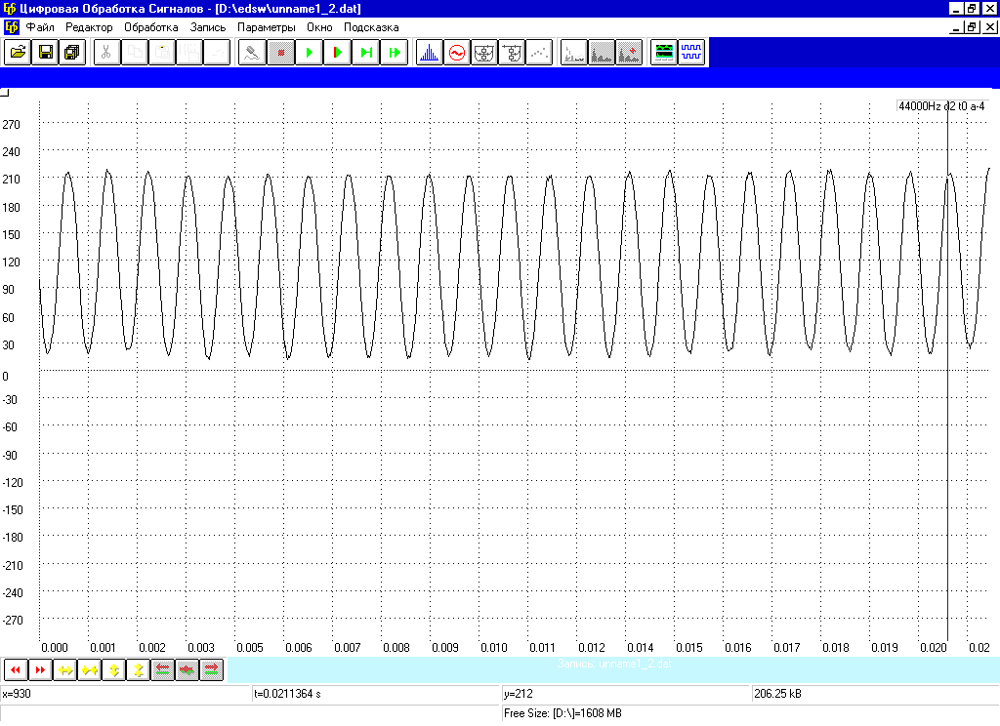 Цифровая Обработка Сигналов - [D:\edsw\unname1_2.dat]
Файл Редактор Обработка Запись Параметры Окно Подсказка
44000Hz d2 t0 a-4
270
240
210
180
150
120
90
60
30
0
-30
-60
-90
-120
-150
-180
-210
-240
-270
0.000 0.001 0.002 0.003 0.005 0.006 0.007 0.008 0.009 0.010 0.011 0.012 0.014 0.015 0.016 0.017 0.018 0.019 0.020 0.02
Запись: unname1_2.dat
x=930 t=0.0211364 s y=212 206.25 kB
Free Size: [D:\]=1608 MB